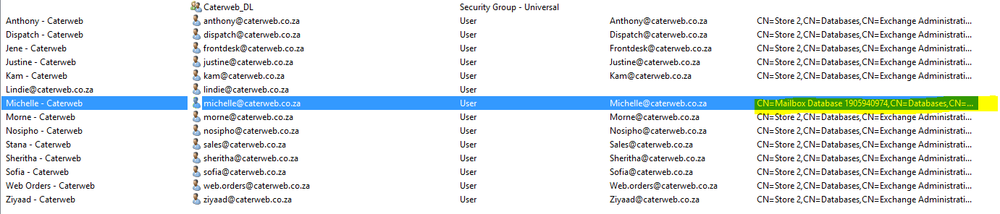 Caterweb_DL Security Group - Universal
Anthony - Caterweb anthony@caterweb.co.za User Anthony@caterweb.co.za CN=Store 2,CN=Databases,CN=Exchange Administrati...
Dispatch - Caterweb dispatch@caterweb.co.za User Dispatch@caterweb.co.za CN=Store 2,CN=Databases,CN=Exchange Administrati...
Jene - Caterweb frontdesk@caterweb.co.za User Frontdesk@caterweb.co.za CN=Store 2,CN=Databases,CN=Exchange Administrati...
Justine - Caterweb justine@caterweb.co.za User Justine@caterweb.co.za CN=Store 2,CN=Databases,CN=Exchange Administrati...
Kam - Caterweb kam@caterweb.co.za User Kam@caterweb.co.za CN=Store 2,CN=Databases,CN=Exchange Administrati...
Lindie@caterweb.co.za lindie@caterweb.co.za User
Michelle - Caterweb michelle@caterweb.co.za User Michelle@caterweb.co.za CN=Mailbox Database 1905940974,CN=Databases,CN=...
Morne - Caterweb morne@caterweb.co.za User Morne@caterweb.co.za CN=Store 2,CN=Databases,CN=Exchange Administrati...
Nosipho - Caterweb nosipho@caterweb.co.za User Nosipho@caterweb.co.za CN=Store 2,CN=Databases,CN=Exchange Administrati...
Stana - Caterweb sales@caterweb.co.za User Sales@caterweb.co.za CN=Store 2,CN=Databases,CN=Exchange Administrati...
Sheritha - Caterweb sheritha@caterweb.co.za User Sheritha@caterweb.co.za CN=Store 2,CN=Databases,CN=Exchange Administrati...
Sofia - Caterweb sofia@caterweb.co.za User Sofia@caterweb.co.za CN=Store 2,CN=Databases,CN=Exchange Administrati...
Web Orders - Caterweb web.orders@caterweb.co.za User Web.orders@caterweb.co.za CN=Store 2,CN=Databases,CN=Exchange Administrati...
Ziyaad - Caterweb ziyaad@caterweb.co.za User Ziyaad@caterweb.co.za CN=Store 2,CN=Databases,CN=Exchange Administrati...